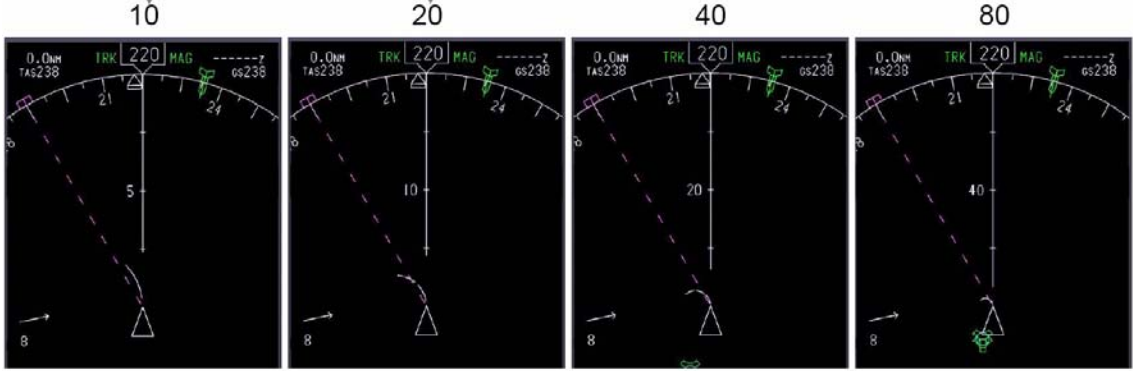 10 20 40 80
0.0NM TRK 220 MAG -----Z
TAS238 GS238
21 24
5
8
0.0NM TRK 220 MAG -----Z
TAS238 GS238
21 24
10
8
0.0NM TRK 220 MAG -----Z
TAS238 GS238
21 24
20
8
0.0NM TRK 220 MAG -----Z
TAS238 GS238
21 24
40
8